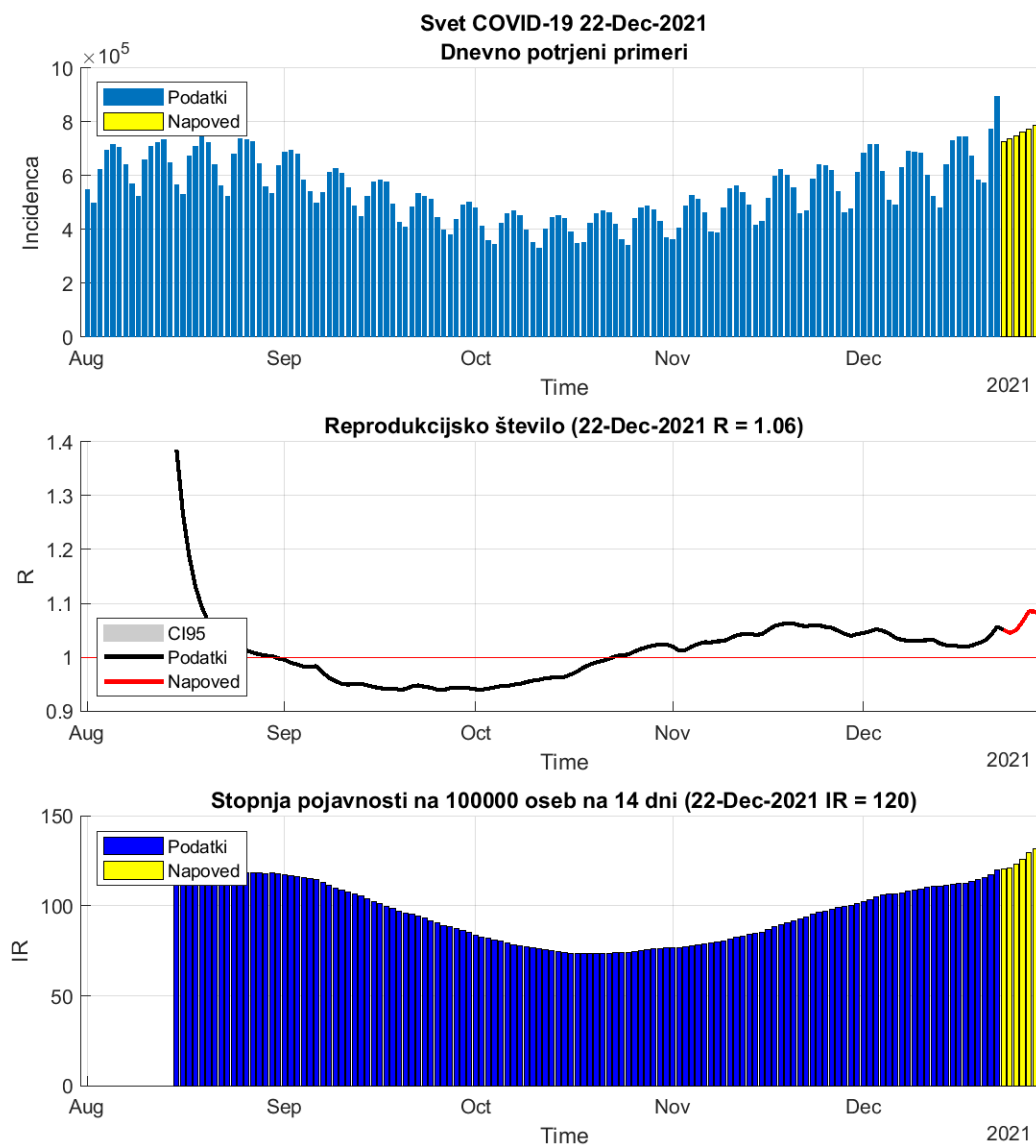 Svet COVID-19 22-Dec-2021
Dnevno potrjeni primeri
×10⁵
10
8
6
4
2
0
Incidenca
Podatki
Napoved
Aug Sep Oct Nov Dec
Time
2021
Reprodukcijsko število (22-Dec-2021 R = 1.06)
1.4
1.3
1.2
1.1
1
0.9
R
CI95
Podatki
Napoved
Aug Sep Oct Nov Dec
Time
2021
Stopnja pojavnosti na 100000 oseb na 14 dni (22-Dec-2021 IR = 120)
150
100
50
0
IR
Podatki
Napoved
Aug Sep Oct Nov Dec
Time
2021